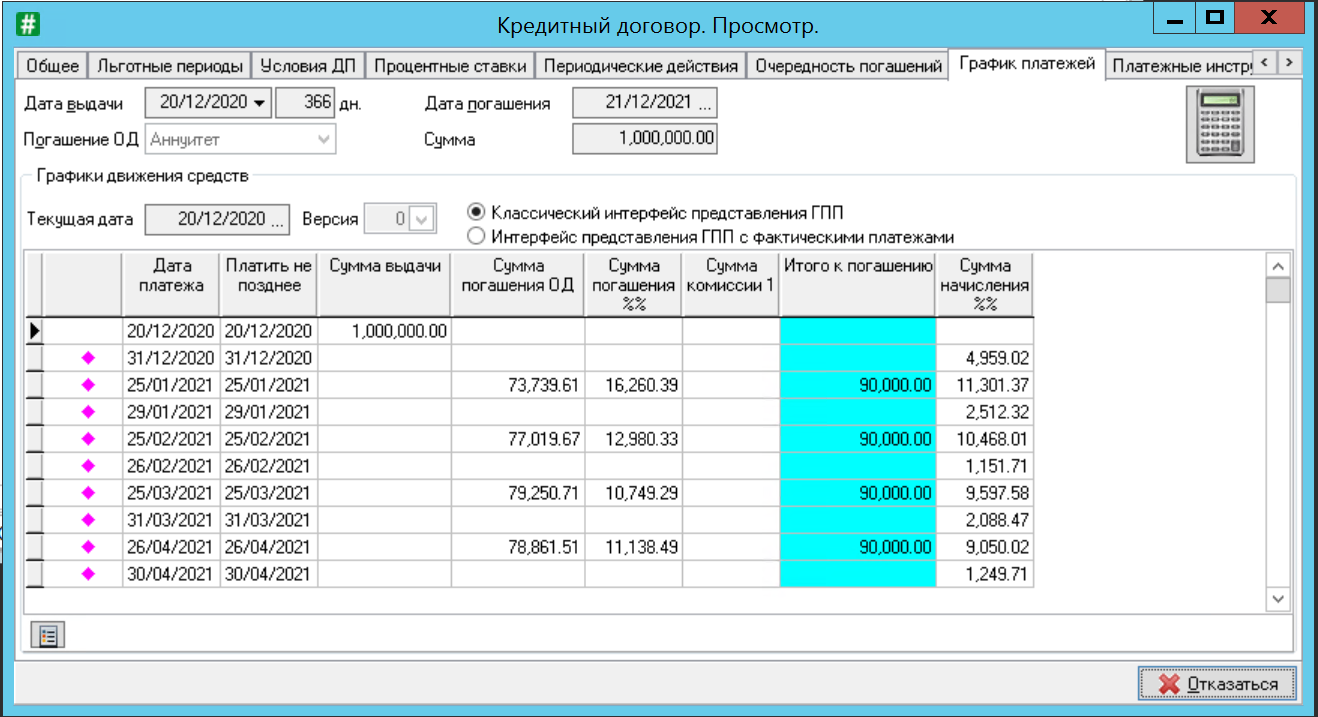 #
Кредитный договор. Просмотр.
Общее Льготные периоды Условия ДП Процентные ставки Периодические действия Очередность погашений График платежей Платежные инстру
Дата выдачи 20/12/2020 366 дн. Дата погашения 21/12/2021 ...
Погашение ОД Аннуитет Сумма 1,000,000.00
Графики движения средств
Текущая дата 20/12/2020 ... Версия 0 Классический интерфейс представления ГПП
Интерфейс представления ГПП с фактическими платежами
Дата Платить не Сумма выдачи Сумма Сумма Сумма Итого к погашению Сумма
платежа позднее погашения ОД погашения комиссии 1 начисления
%% %%
20/12/2020 20/12/2020 1,000,000.00
31/12/2020 31/12/2020 4,959.02
25/01/2021 25/01/2021 73,739.61 16,260.39 90,000.00 11,301.37
29/01/2021 29/01/2021 2,512.32
25/02/2021 25/02/2021 77,019.67 12,980.33 90,000.00 10,468.01
26/02/2021 26/02/2021 1,151.71
25/03/2021 25/03/2021 79,250.71 10,749.29 90,000.00 9,597.58
31/03/2021 31/03/2021 2,088.47
26/04/2021 26/04/2021 78,861.51 11,138.49 90,000.00 9,050.02
30/04/2021 30/04/2021 1,249.71
Отказаться